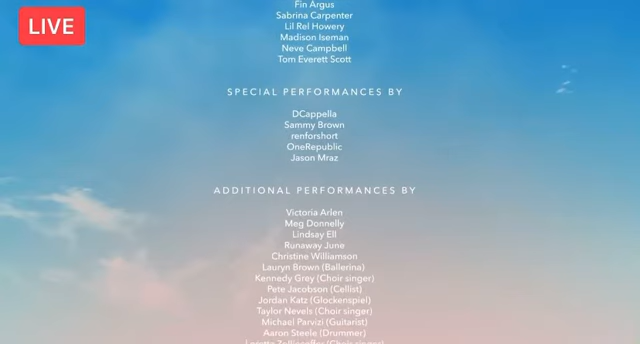 LIVE
Fin Argus
Sabrina Carpenter
Lil Rel Howery
Madison Iseman
Neve Campbell
Tom Everett Scott
SPECIAL PERFORMANCES BY
DCappella
Sammy Brown
renforshort
OneRepublic
Jason Mraz
ADDITIONAL PERFORMANCES BY
Victoria Arlen
Meg Donnelly
Lindsay Ell
Runaway June
Christine Williamson
Lauryn Brown (Ballerina)
Kennedy Grey (Choir singer)
Pete Jacobson (Cellist)
Jordan Katz (Glockenspiel)
Taylor Nevels (Choir singer)
Michael Parvizi (Guitarist)
Aaron Steele (Drummer)